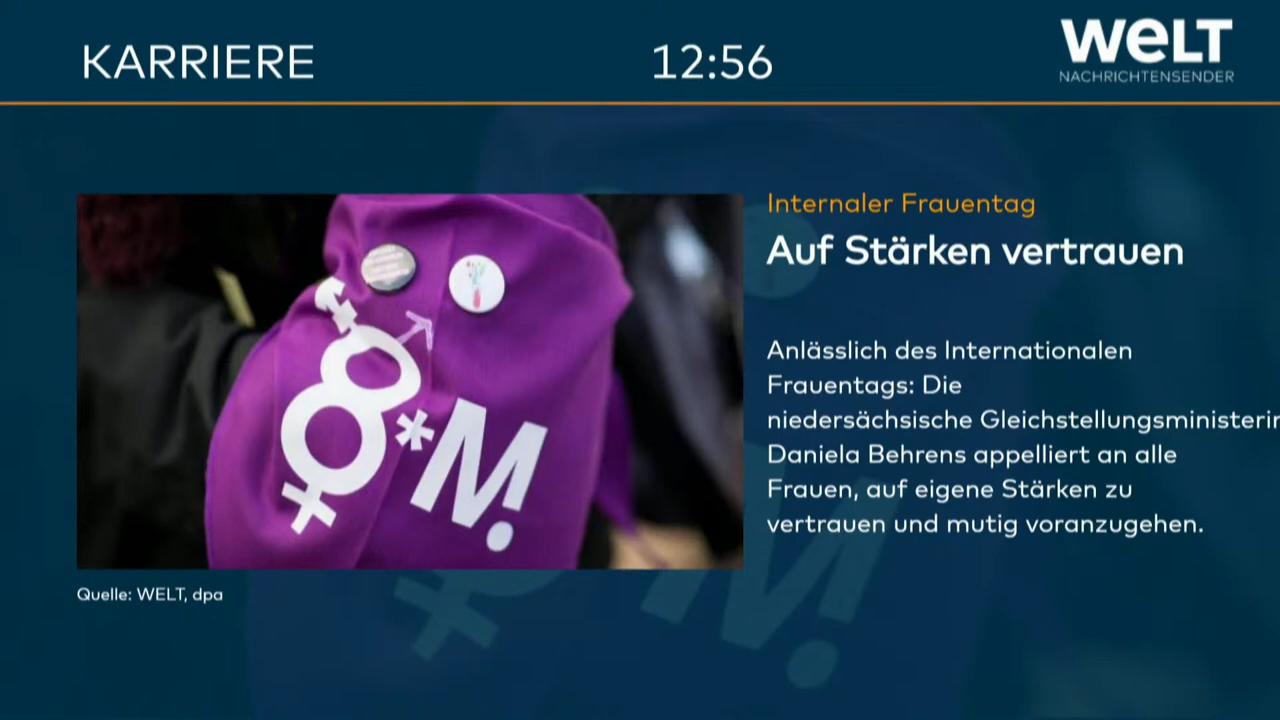 KARRIERE
12:56
WELT
NACHRICHTENSENDER
Internaler Frauentag
Auf Stärken vertrauen
Anlässlich des Internationalen
Frauentags: Die
niedersächsische Gleichstellungsministerin
Daniela Behrens appelliert an alle
Frauen, auf eigene Stärken zu
vertrauen und mutig voranzugehen.
8*M!
Quelle: WELT, dpa